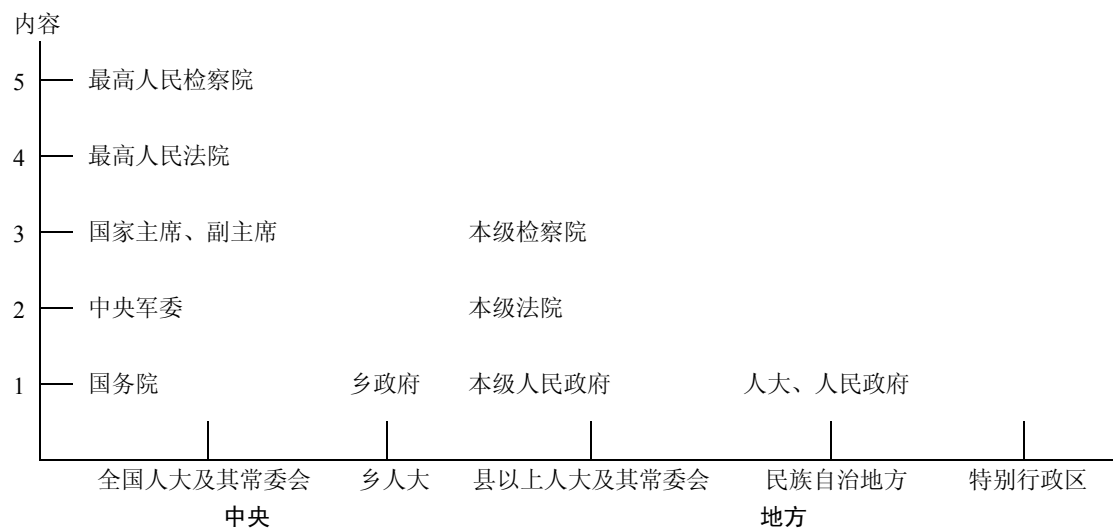 内容
5 最高人民检察院
4 最高人民法院
3 国家主席、副主席 本级检察院
2 中央军委 本级法院
1 国务院 乡政府 本级人民政府 人大、人民政府
全国人大及其常委会 乡人大 县以上人大及其常委会 民族自治地方 特别行政区
中央 地方